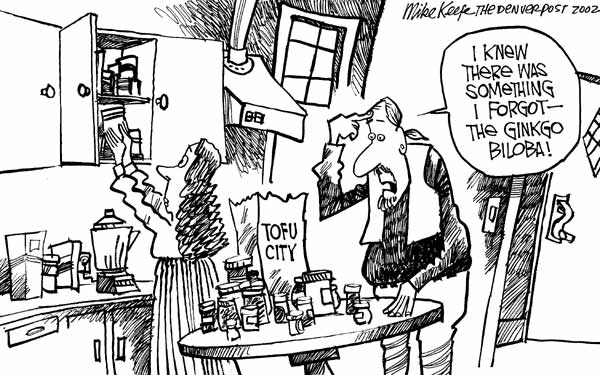 Mike Keefe THE DENVER POST 2002
I KNEW
THERE WAS
SOMETHING
I FORGOT—
THE GINKGO
BILOBA!
TOFU
CITY